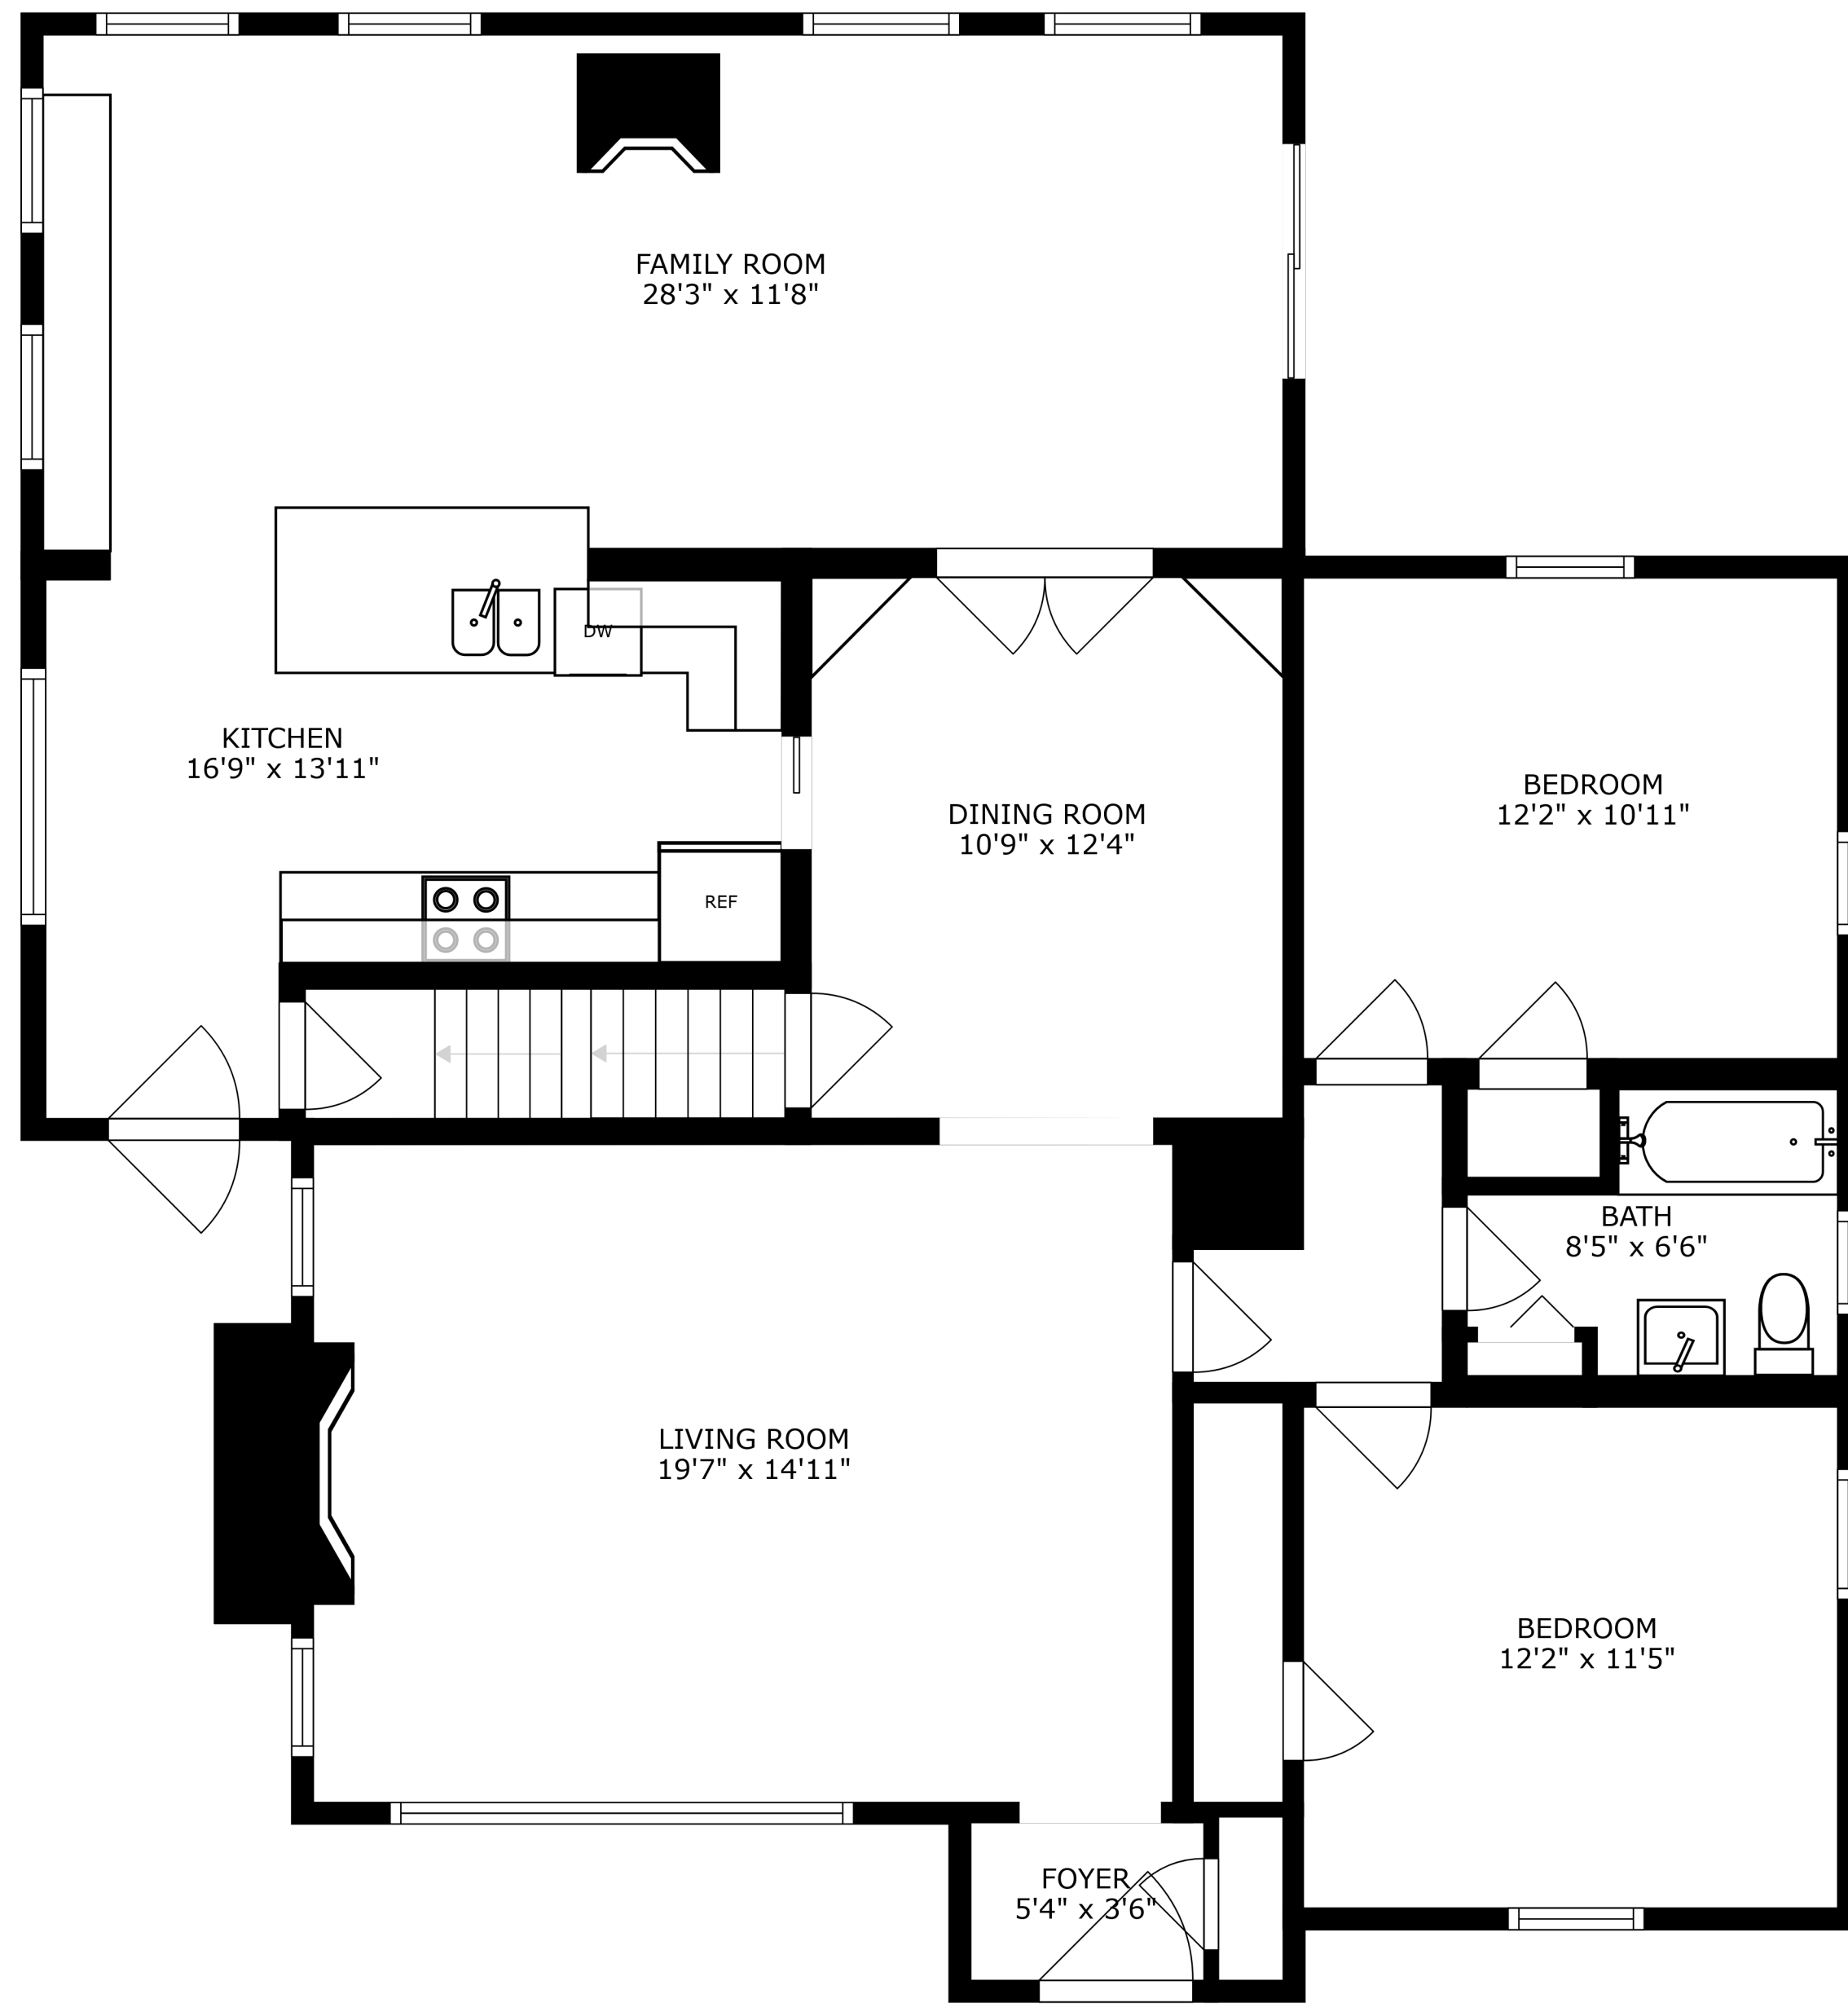 FAMILY ROOM
28'3" x 11'8"
DW
KITCHEN
16'9" x 13'11"
DINING ROOM
10'9" x 12'4"
BEDROOM
12'2" x 10'11"
REF
BATH
8'5" x 6'6"
LIVING ROOM
19'7" x 14'11"
BEDROOM
12'2" x 11'5"
FOYER
5'4" x 3'6"